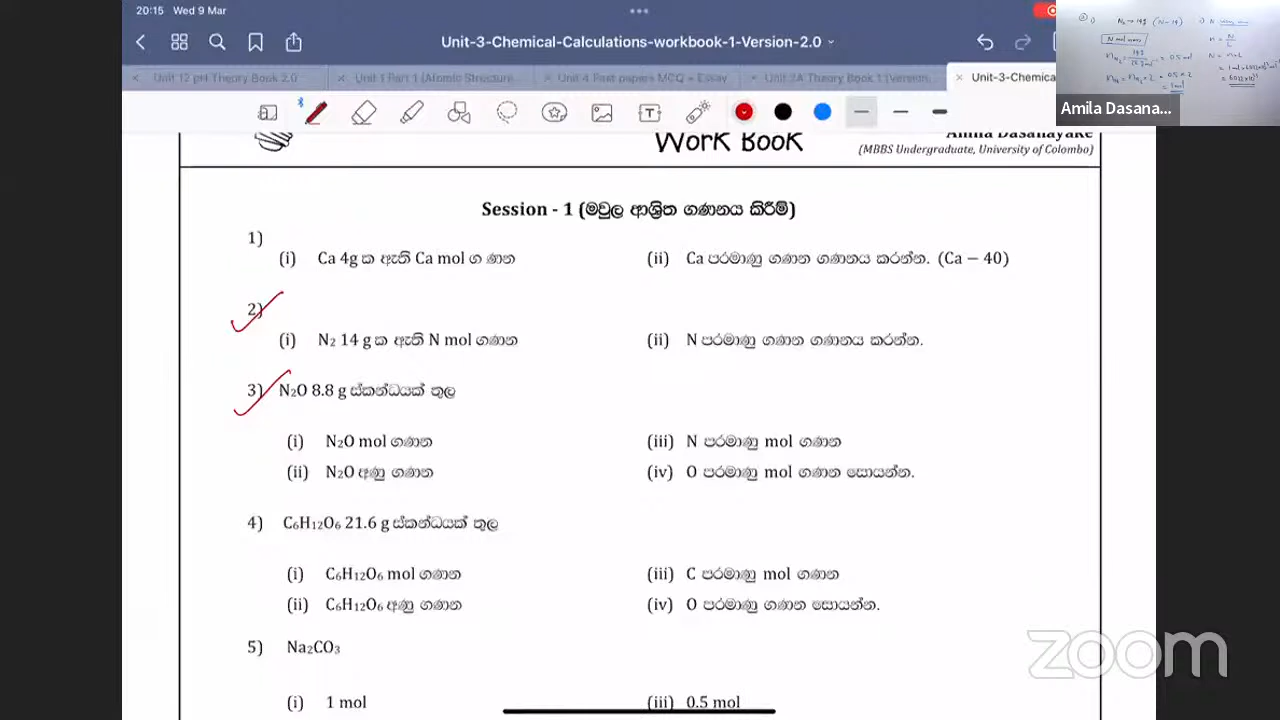 20:15 Wed 9 Mar
Unit-3-Chemical-Calculations-workbook-1-Version-2.0
Unit 12 pH Theory Book 2.0
Unit 1 Part 1 (Atomic Structure
Unit 4 Past papers MCQ + Essay
Unit 2A Theory Book 1 (Version
Unit-3-Chemica
Amila Dasana...
Work Book
Amila Dasanayake
(MBBS Undergraduate, University of Colombo)
Session - 1 (මවුල ආශ්‍රිත ගණනය කිරීම්)
1)
(i) Ca 4g ක ඇති Ca mol ග ණන
(ii) Ca පරමාණු ගණන ගණනය කරන්න. (Ca – 40)
2)
(i) N₂ 14 g ක ඇති N mol ගණන
(ii) N පරමාණු ගණන ගණනය කරන්න.
3) N₂O 8.8 g ස්කන්ධයක් තුල
(i) N₂O mol ගණන
(iii) N පරමාණු mol ගණන
(ii) N₂O අණු ගණන
(iv) O පරමාණු mol ගණන සොයන්න.
4) C₆H₁₂O₆ 21.6 g ස්කන්ධයක් තුල
(i) C₆H₁₂O₆ mol ගණන
(iii) C පරමාණු mol ගණන
(ii) C₆H₁₂O₆ අණු ගණන
(iv) O පරමාණු ගණන සොයන්න.
5) Na₂CO₃
(i) 1 mol
(iii) 0.5 mol
zoom